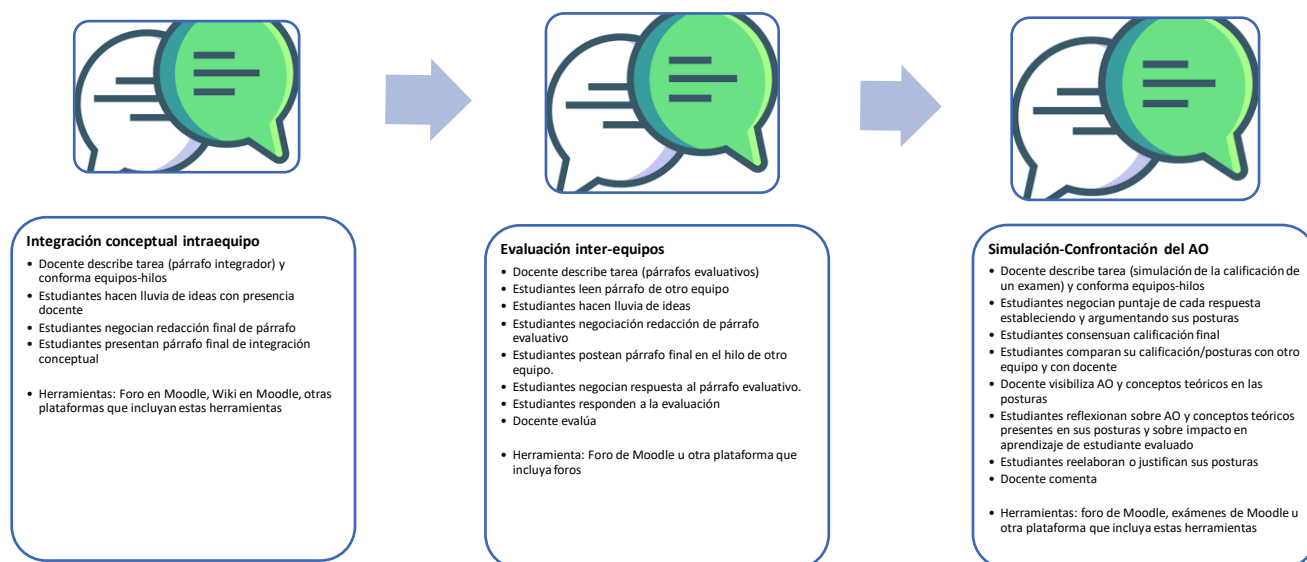 Integración conceptual intraequipo
• Docente describe tarea (párrafo integrador) y
conforma equipos-hilos
• Estudiantes hacen lluvia de ideas con presencia
docente
• Estudiantes negocian redacción final de párrafo
• Estudiantes presentan párrafo final de integración
conceptual
• Herramientas: Foro en Moodle, Wiki en Moodle, otras
plataformas que incluyan estas herramientas
Evaluación inter-equipos
• Docente describe tarea (párrafos evaluativos)
• Estudiantes leen párrafo de otro equipo
• Estudiantes hacen lluvia de ideas
• Estudiantes negociación redacción de párrafo
evaluativo
• Estudiantes postean párrafo final en el hilo de otro
equipo.
• Estudiantes negocian respuesta al párrafo evaluativo.
• Estudiantes responden a la evaluación
• Docente evalúa
• Herramienta: Foro de Moodle u otra plataforma que
incluya foros
Simulación-Confrontación del AO
• Docente describe tarea (simulación de la calificación de
un examen) y conforma equipos-hilos
• Estudiantes negocian puntaje de cada respuesta
estableciendo y argumentando sus posturas
• Estudiantes consensuan calificación final
• Estudiantes comparan su calificación/posturas con otro
equipo y con docente
• Docente visibiliza AO y conceptos teóricos en las
posturas
• Estudiantes reflexionan sobre AO y conceptos teóricos
presentes en sus posturas y sobre impacto en
aprendizaje de estudiante evaluado
• Estudiantes reelaboran o justifican sus posturas
• Docente comenta
• Herramientas: foro de Moodle, exámenes de Moodle u
otra plataforma que incluya estas herramientas